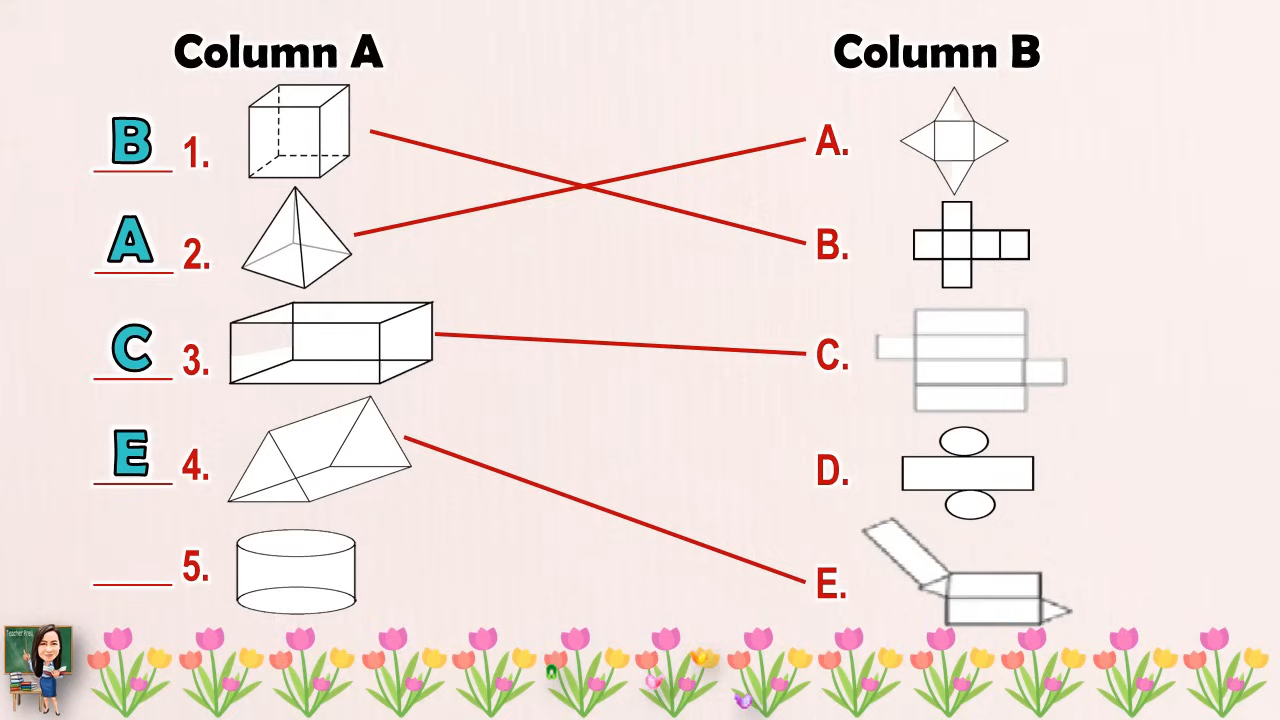 Column A Column B
B 1. A.
A 2. B.
C 3. C.
E 4. D.
5. E.